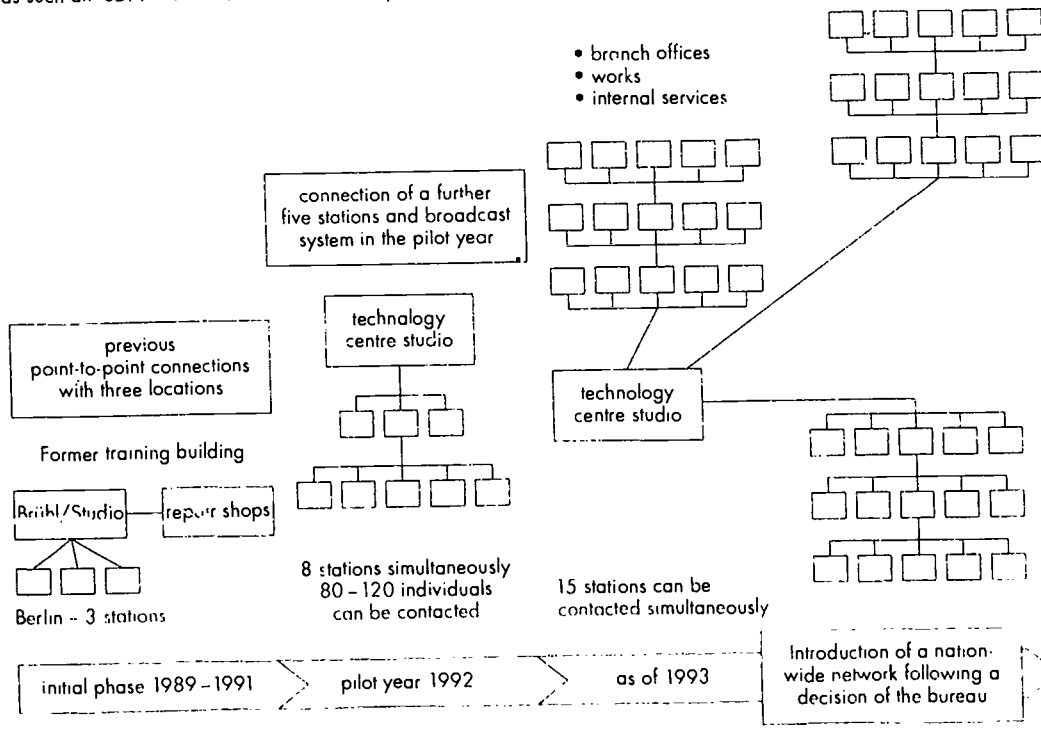 • branch offices
• works
• internal services
connection of a further
five stations and broadcast
system in the pilot year
technalogy
centre studio
previous
point-to-point connections
with three locations
technology
centre studio
Former training building
Brühl/Studio
repair shops
Berlin -- 3 stations
8 stations simultaneously
80 – 120 individuals
can be contacted
15 stations can be
contacted simultaneously
initial phase 1989 – 1991
pilot year 1992
as of 1993
Introduction of a nation-
wide network following a
decision of the bureau